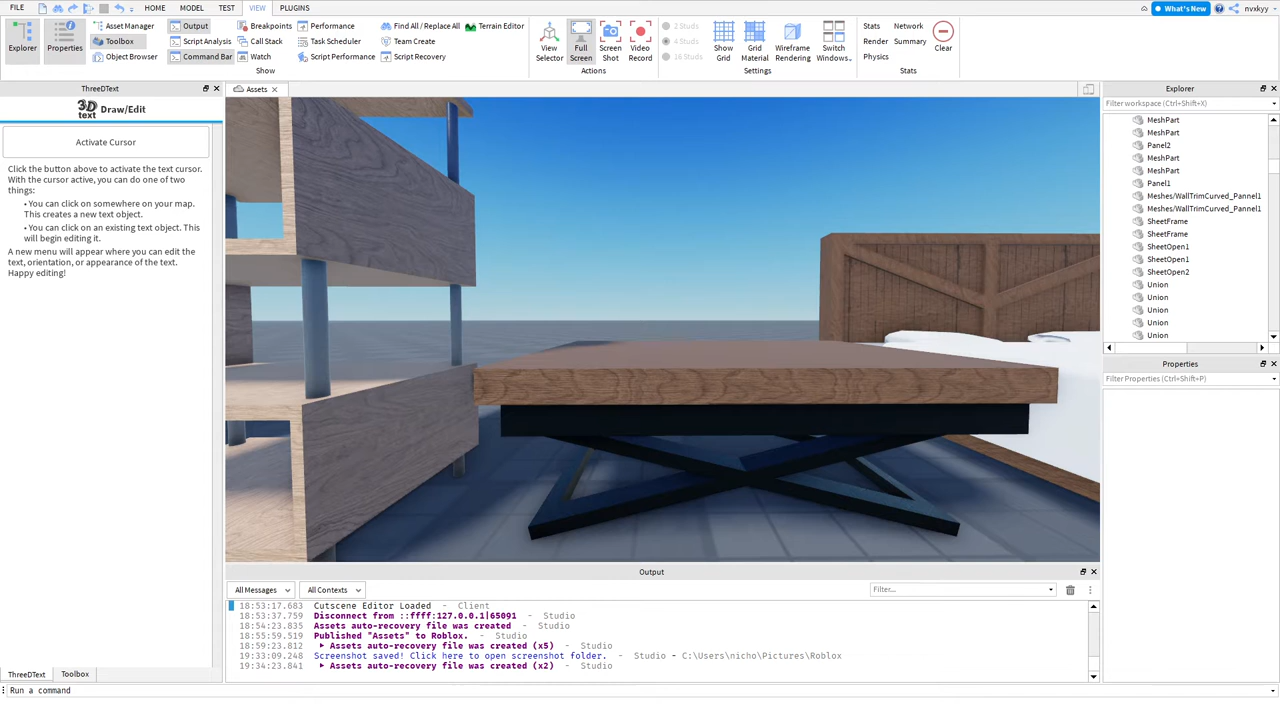 FILE HOME MODEL TEST VIEW PLUGINS What's New nvxkyy
Explorer Properties Asset Manager Output Breakpoints Performance Find All / Replace All Terrain Editor 2 Studs Stats Network
Toolbox Script Analysis Call Stack Task Scheduler Team Create 4 Studs Render Summary
Object Browser Command Bar Watch Script Performance Script Recovery 16 Studs Physics
View Selector Full Screen Screen Shot Video Record Show Grid Grid Material Wireframe Rendering Switch Windows.. Clear
Show Actions Settings Stats
ThreeDText
3D text Draw/Edit
Activate Cursor
Click the button above to activate the text cursor.
With the cursor active, you can do one of two
things:
• You can click on somewhere on your map.
This creates a new text object.
• You can click on an existing text object. This
will begin editing it.
A new menu will appear where you can edit the
text, orientation, or appearance of the text.
Happy editing!
ThreeDText Toolbox
Assets
Explorer
Filter workspace (Ctrl+Shift+X)
MeshPart
MeshPart
Panel2
MeshPart
MeshPart
Panel1
Meshes/WallTrimCurved_Pannel1
Meshes/WallTrimCurved_Pannel1
SheetFrame
SheetFrame
SheetOpen1
SheetOpen1
SheetOpen2
Union
Union
Union
Union
Union
Properties
Filter Properties (Ctrl+Shift+P)
Output
All Messages All Contexts Filter...
18:53:17.683 Cutscene Editor Loaded - Client
18:53:37.759 Disconnect from ::ffff:127.0.0.1|65091 - Studio
18:54:23.835 Assets auto-recovery file was created - Studio
18:55:59.519 Published "Assets" to Roblox. - Studio
18:59:23.812 Assets auto-recovery file was created (x5) - Studio
19:33:09.248 Screenshot saved! Click here to open screenshot folder. - Studio - C:\Users\nicho\Pictures\Roblox
19:34:23.841 Assets auto-recovery file was created (x2) - Studio
Run a command